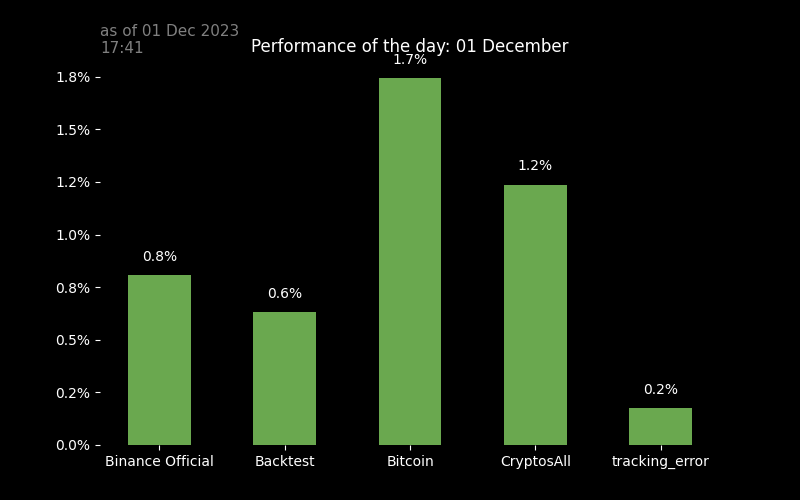 as of 01 Dec 2023
17:41
Performance of the day: 01 December
1.7%
1.8%
1.5%
1.2%
1.2%
1.0%
0.8%
0.8%
0.6%
0.5%
0.2%
0.2%
0.0%
Binance Official
Backtest
Bitcoin
CryptosAll
tracking_error